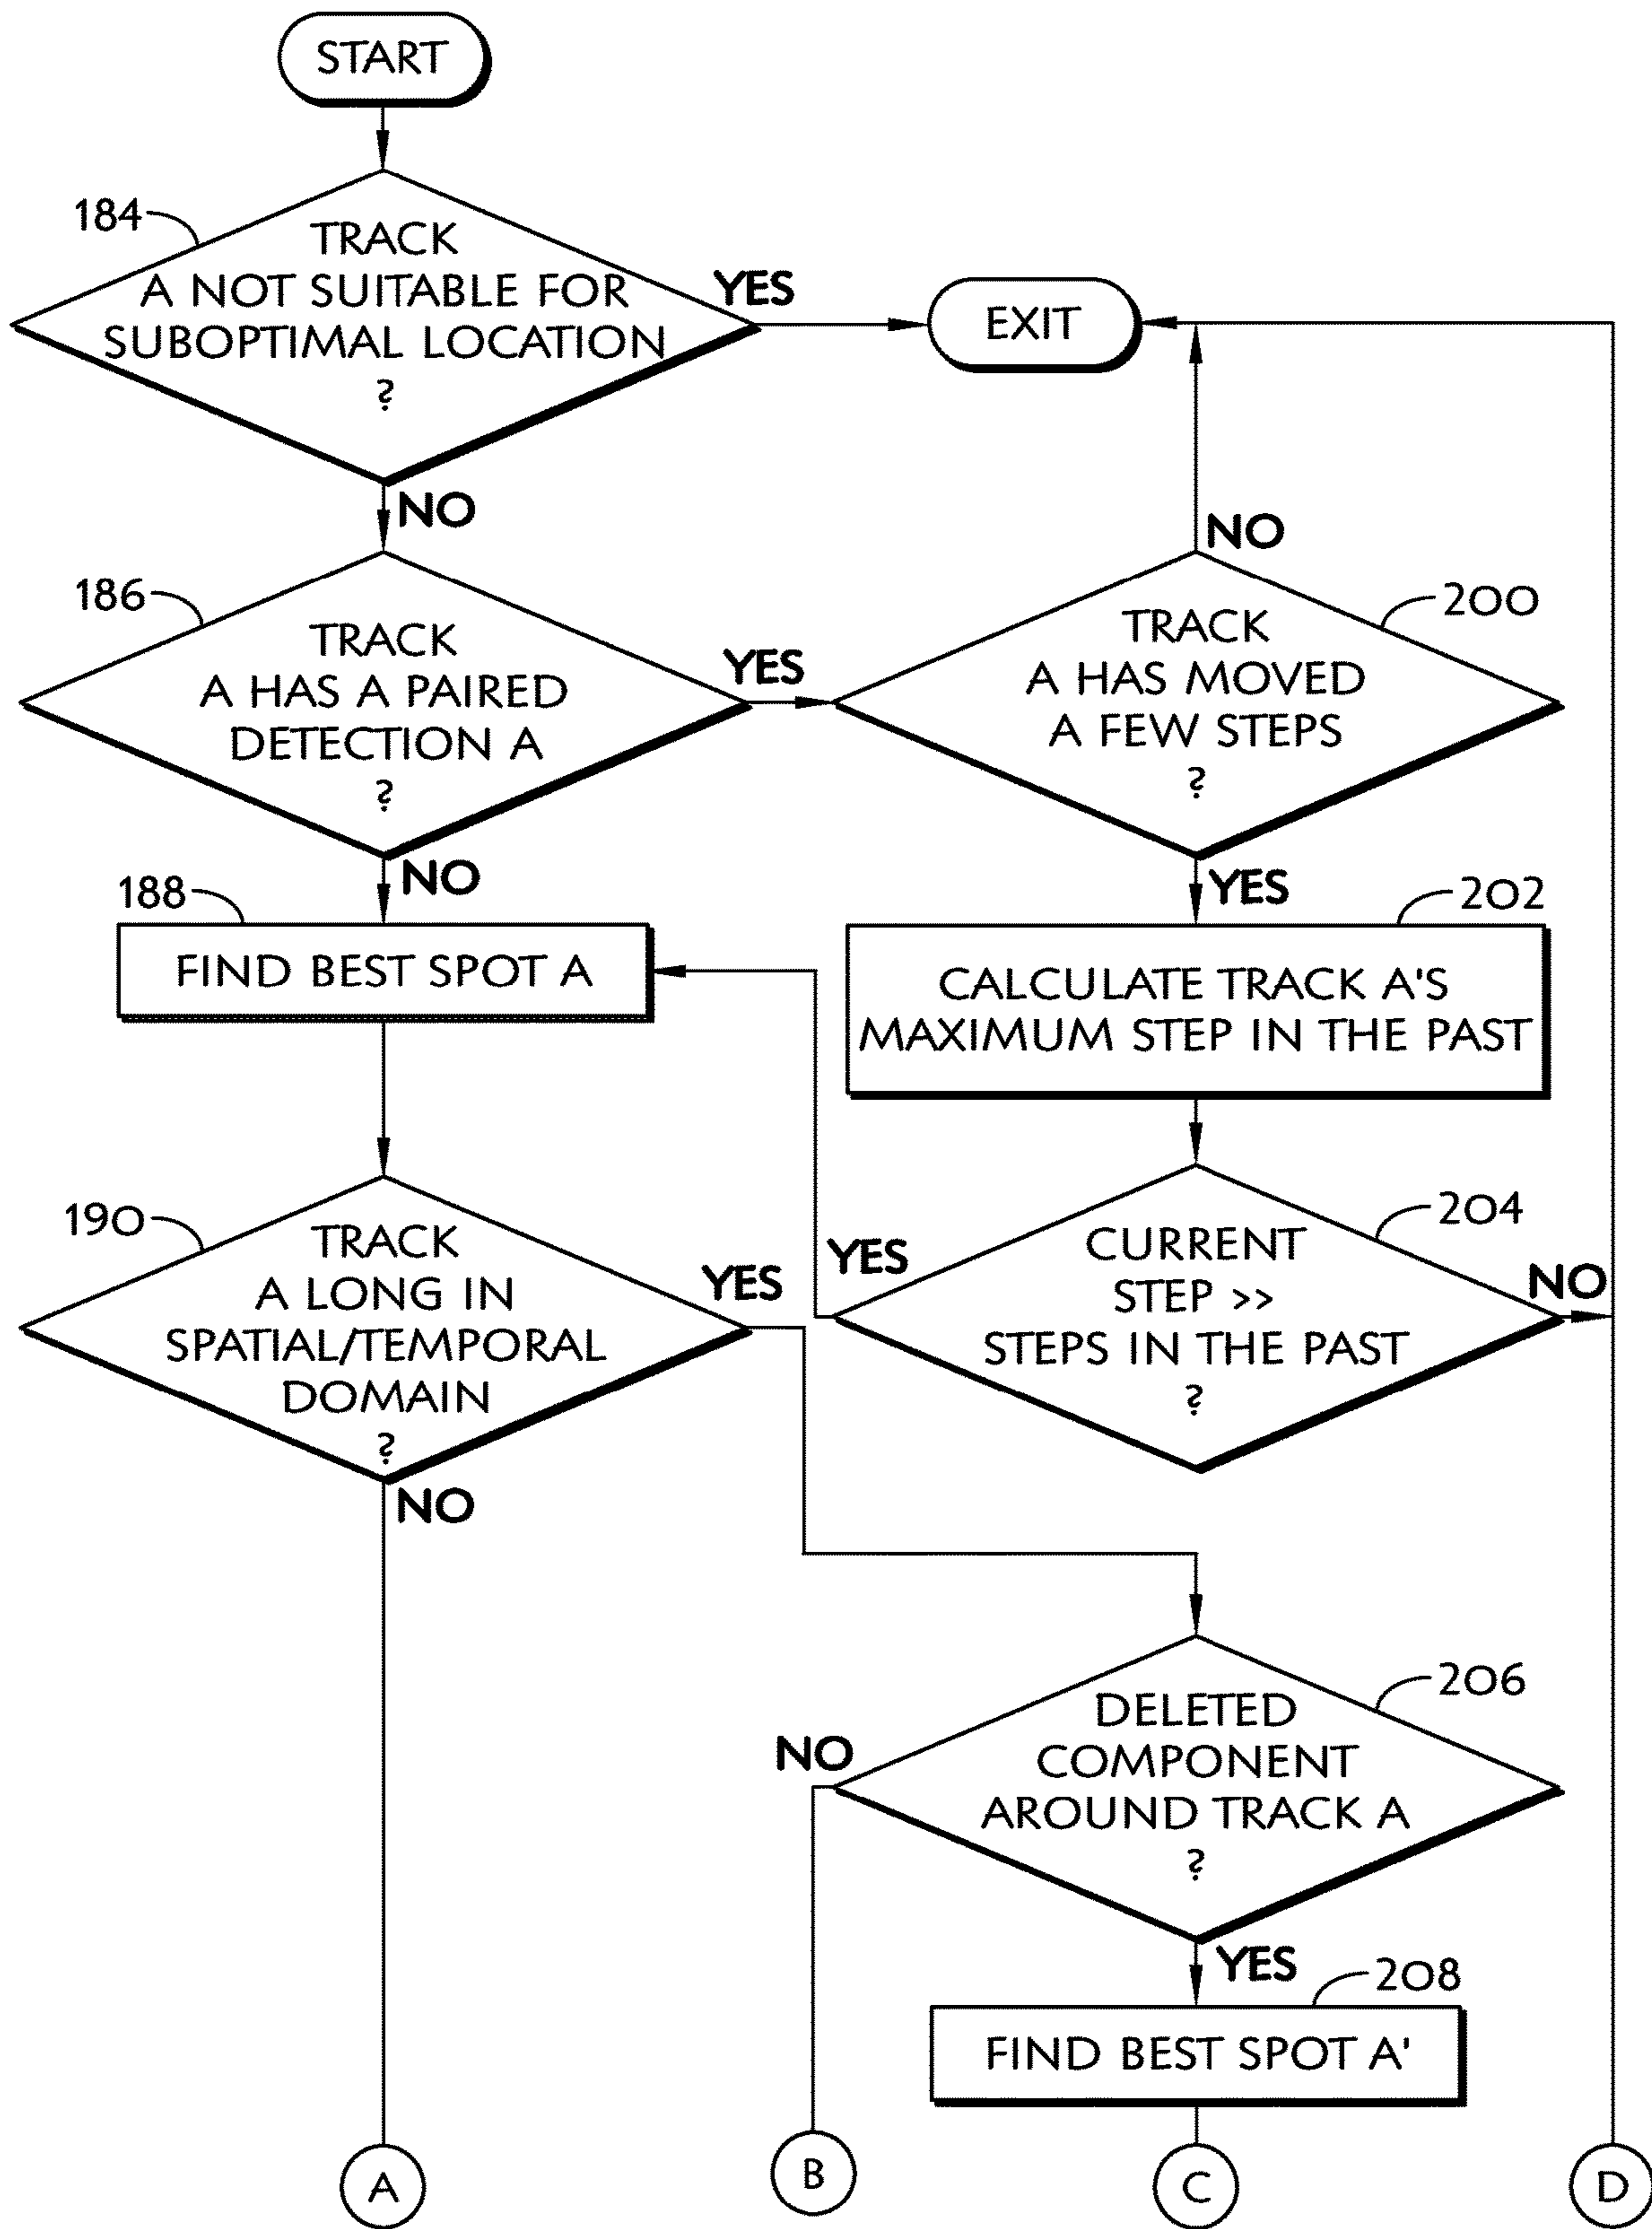 START
184
TRACK
A NOT SUITABLE FOR
SUBOPTIMAL LOCATION
?
YES
EXIT
NO
186
TRACK
A HAS A PAIRED
DETECTION A
?
YES
NO
200
TRACK
A HAS MOVED
A FEW STEPS
?
NO
YES
188
FIND BEST SPOT A
202
CALCULATE TRACK A'S
MAXIMUM STEP IN THE PAST
190
TRACK
A LONG IN
SPATIAL/TEMPORAL
DOMAIN
?
YES
NO
204
CURRENT
STEP >>
STEPS IN THE PAST
?
YES
NO
206
DELETED
COMPONENT
AROUND TRACK A
?
NO
YES
208
FIND BEST SPOT A'
A
B
C
D